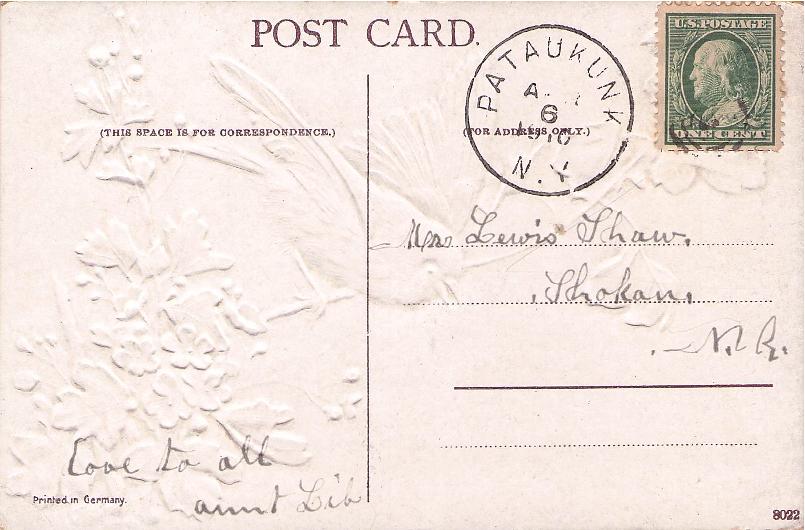 POST CARD.
U.S. POSTAGE
ONE CENT
PATAUKUNK
6
1910
N.Y.
(THIS SPACE IS FOR CORRESPONDENCE.)
(FOR ADDRESS ONLY.)
Mrs Lewis Shaw.
Shokan,
N.Y.
Love to all
aunt Lib
Printed in Germany.
8022